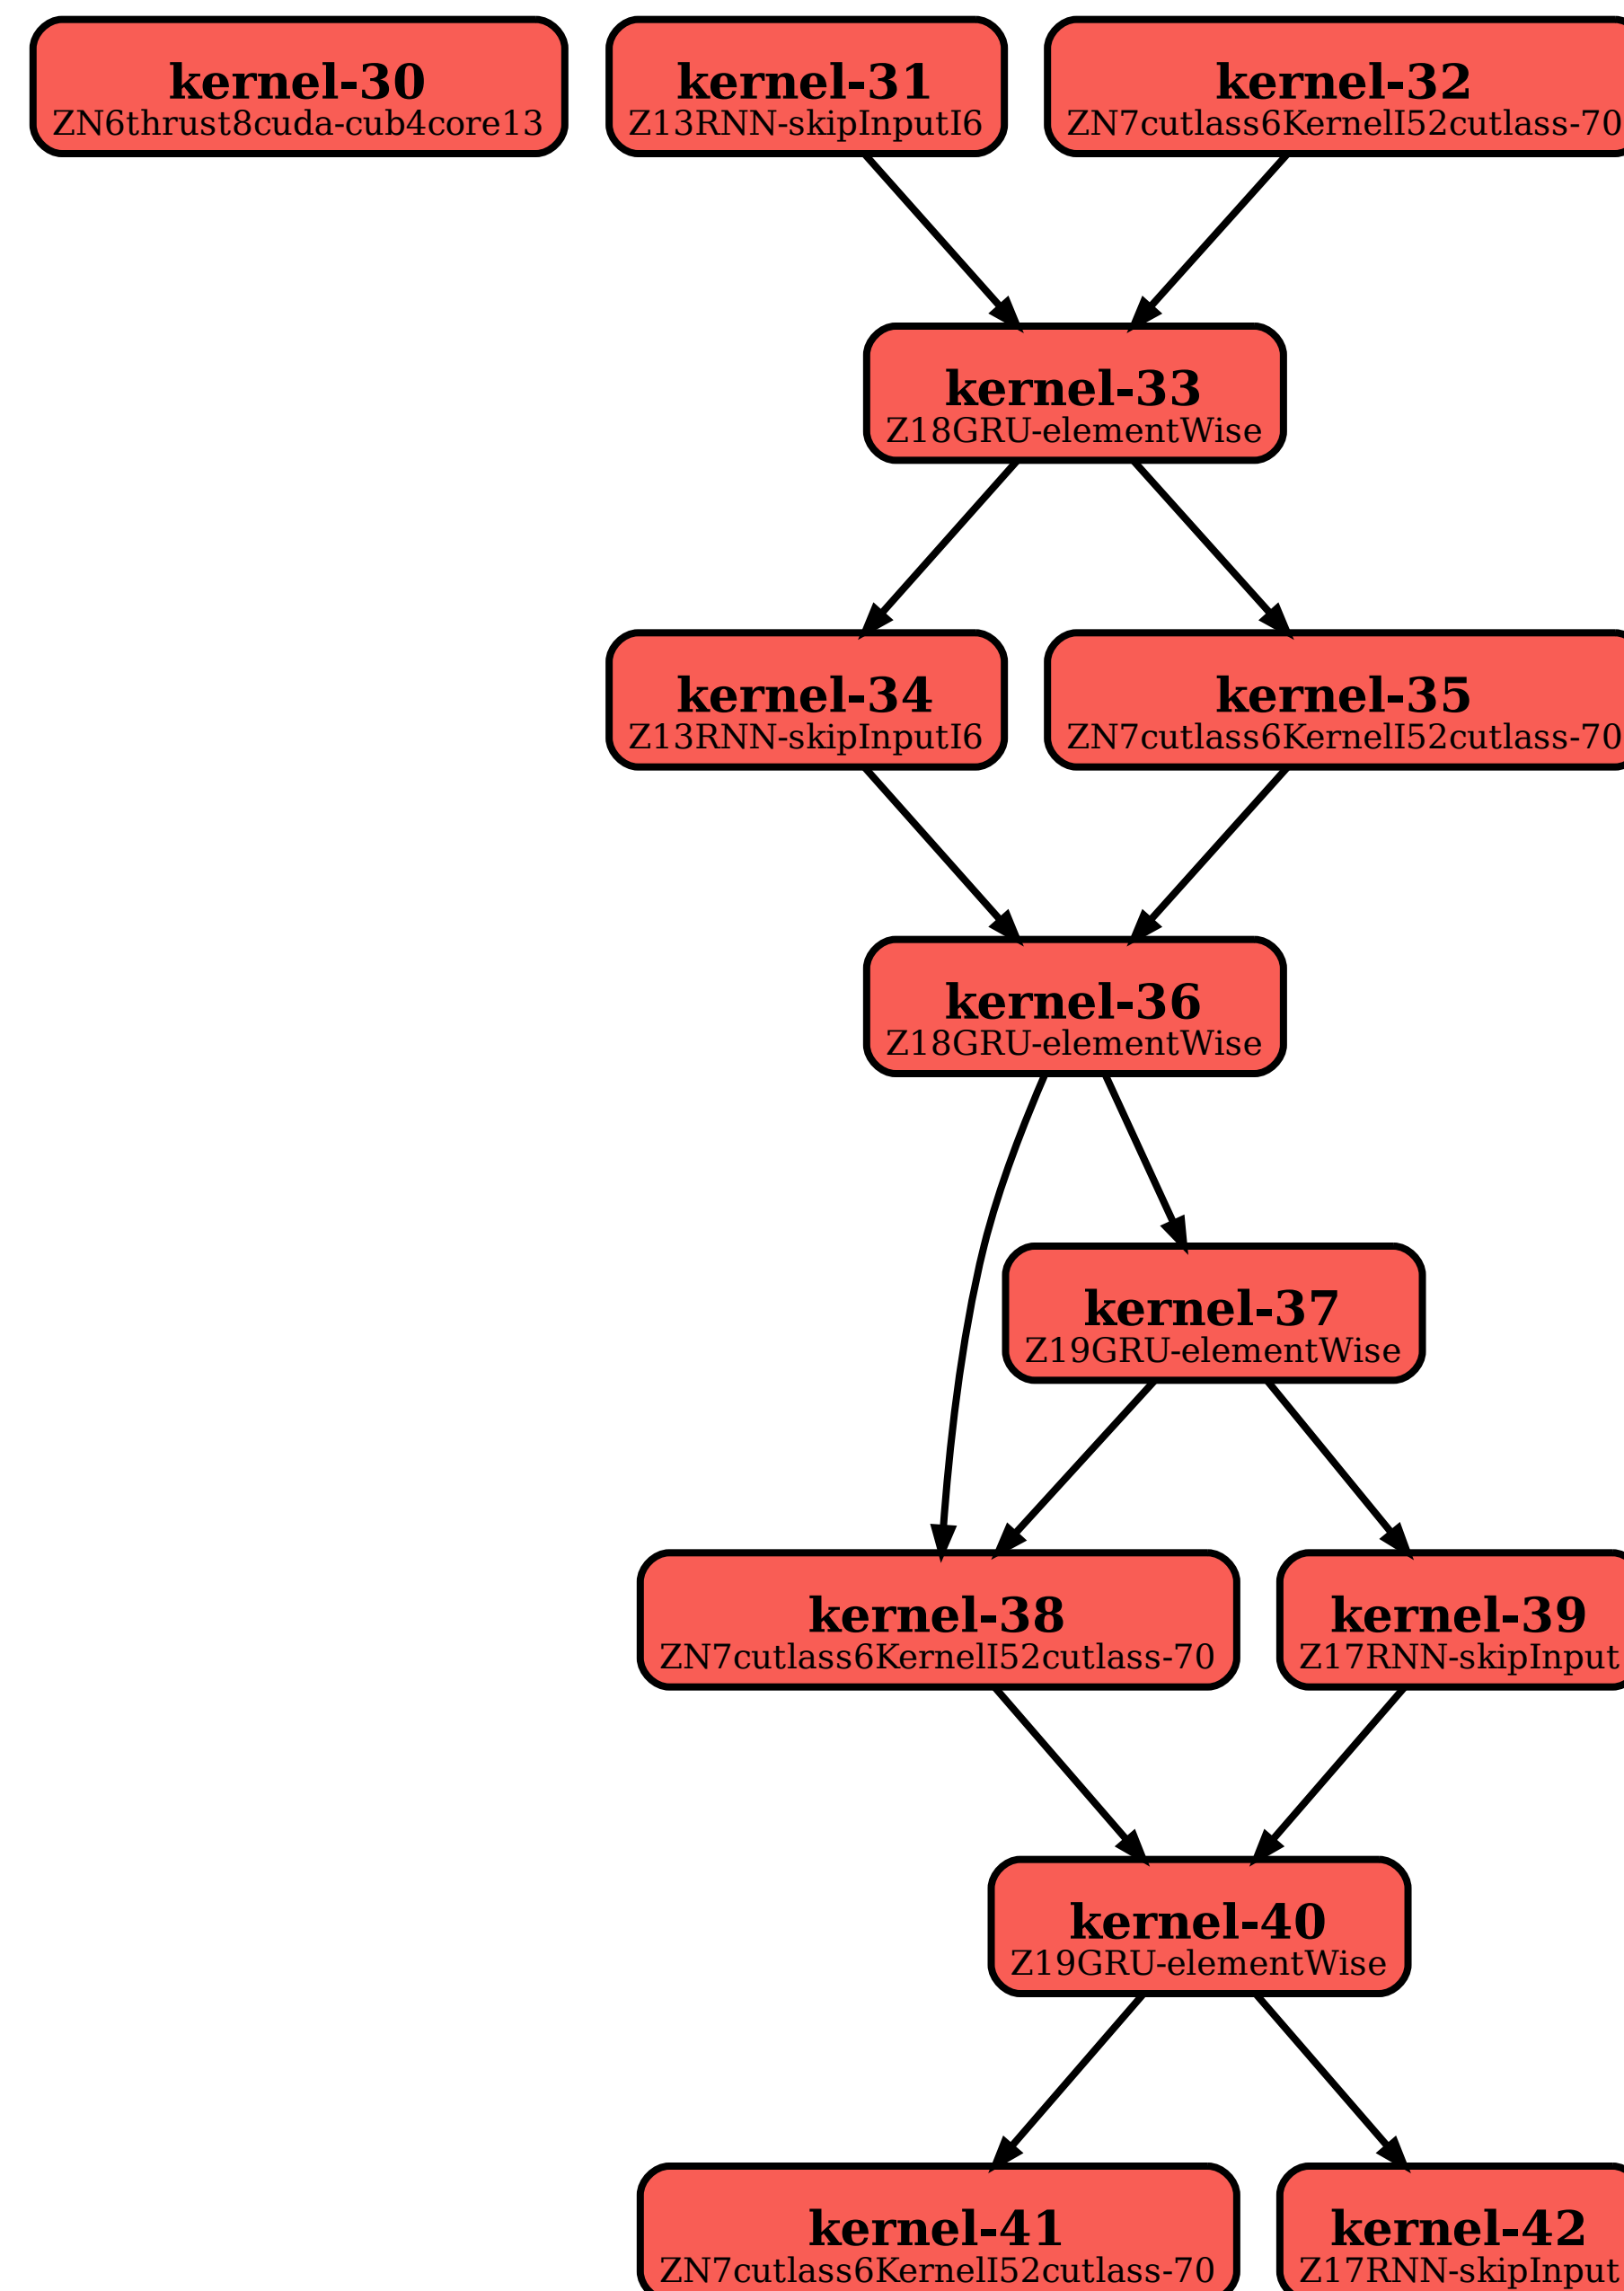 kernel-30
ZN6thrust8cuda-cub4core13
kernel-31
Z13RNN-skipInputI6
kernel-32
ZN7cutlass6KernelI52cutlass-70
kernel-33
Z18GRU-elementWise
kernel-34
Z13RNN-skipInputI6
kernel-35
ZN7cutlass6KernelI52cutlass-70
kernel-36
Z18GRU-elementWise
kernel-37
Z19GRU-elementWise
kernel-38
ZN7cutlass6KernelI52cutlass-70
kernel-39
Z17RNN-skipInput
kernel-40
Z19GRU-elementWise
kernel-41
ZN7cutlass6KernelI52cutlass-70
kernel-42
Z17RNN-skipInput